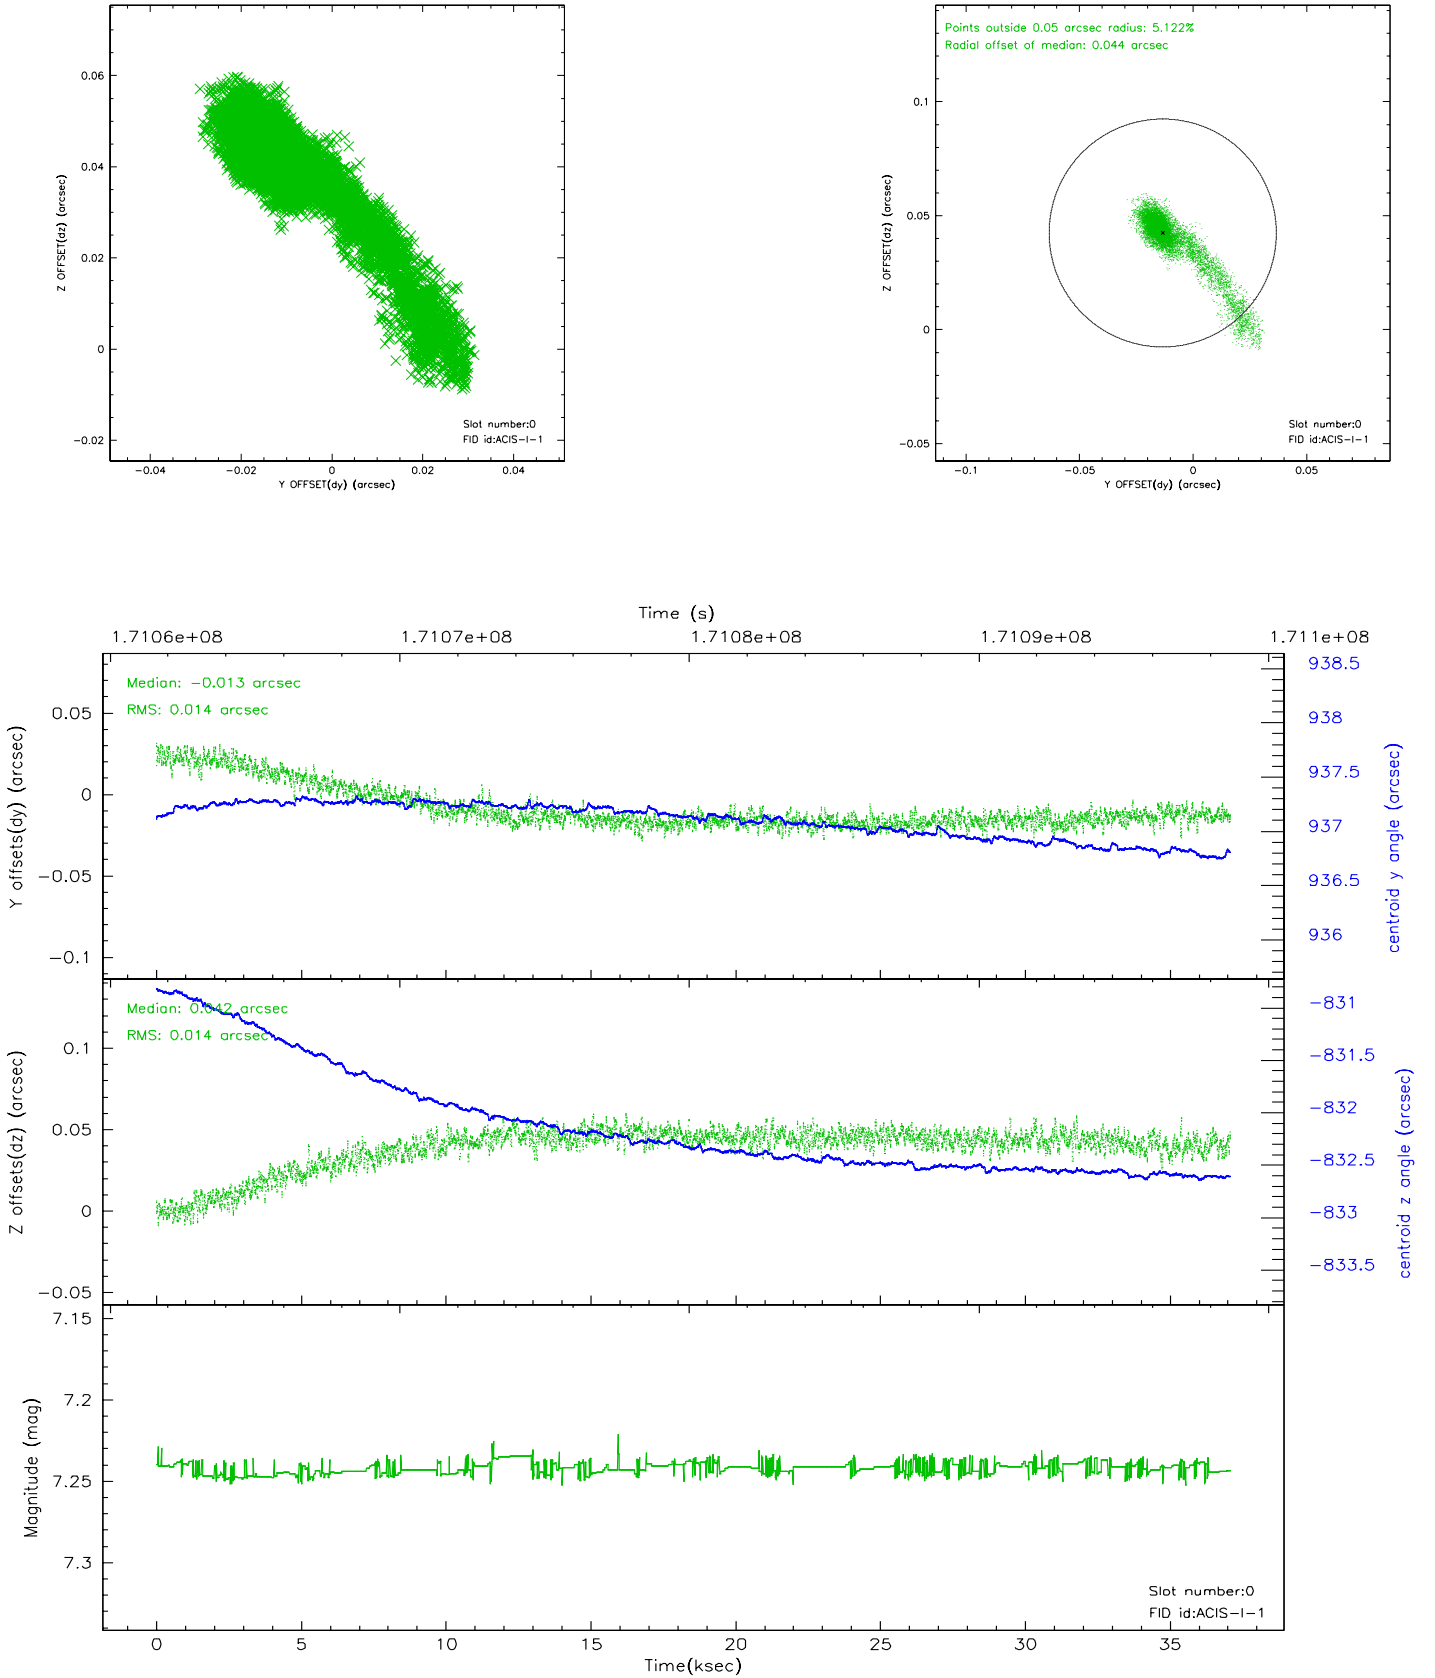 0.06
0.04
0.02
0
-0.02
-0.04
-0.02
0
0.02
0.04
Z OFFSET(dz) (arcsec)
Y OFFSET(dy) (arcsec)
Slot number:0
FID id:ACIS-I-1
Points outside 0.05 arcsec radius: 5.122%
Radial offset of median: 0.044 arcsec
0.1
0.05
0
-0.05
-0.1
-0.05
0
0.05
Z OFFSET(dz) (arcsec)
Y OFFSET(dy) (arcsec)
Slot number:0
FID id:ACIS-I-1
Time (s)
1.7106e+08
1.7107e+08
1.7108e+08
1.7109e+08
1.711e+08
Median: -0.013 arcsec
RMS: 0.014 arcsec
0.05
0
-0.05
-0.1
Y offsets(dy) (arcsec)
938.5
938
937.5
937
936.5
936
centroid y angle (arcsec)
Median: 0.042 arcsec
RMS: 0.014 arcsec
0.1
0.05
0
-0.05
Z offsets(dz) (arcsec)
-831
-831.5
-832
-832.5
-833
-833.5
centroid z angle (arcsec)
7.15
7.2
7.25
7.3
Magnitude (mag)
Slot number:0
FID id:ACIS-I-1
0
5
10
15
20
25
30
35
Time(ksec)